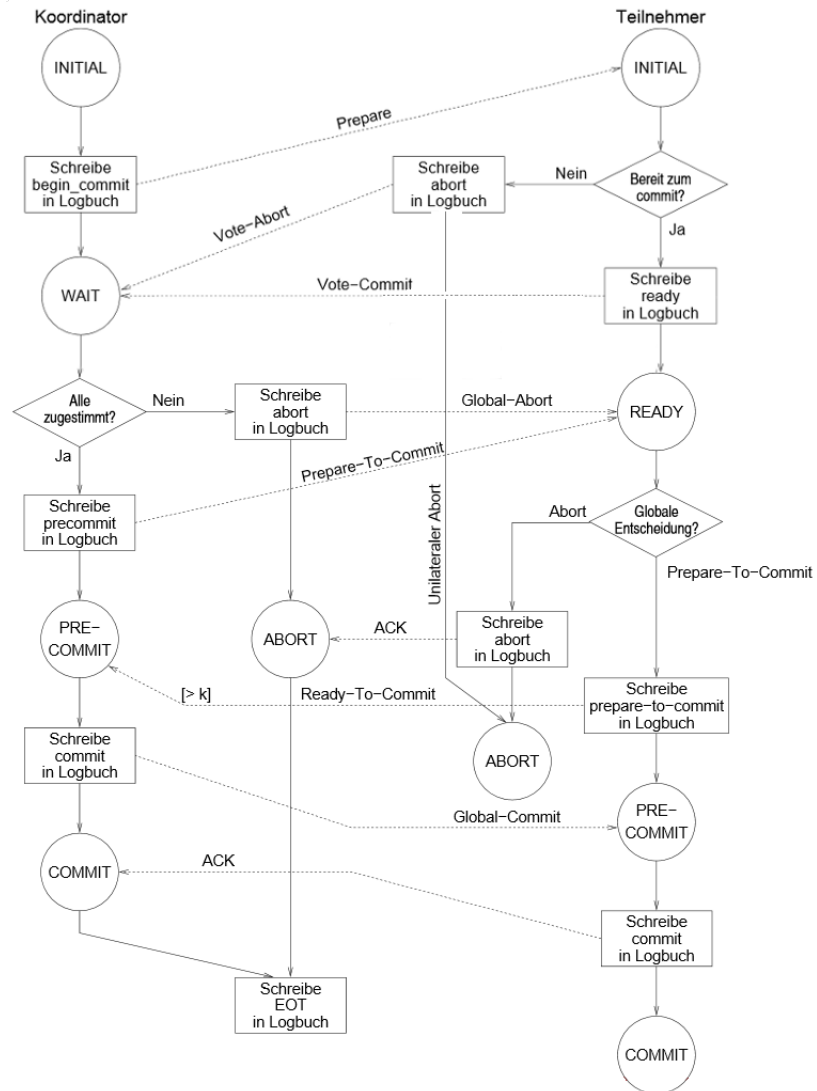 Koordinator
Teilnehmer
INITIAL
INITIAL
Prepare
Schreibe
begin_commit
in Logbuch
Schreibe
abort
in Logbuch
Nein
Bereit zum
commit?
Vote-Abort
Ja
WAIT
Vote-Commit
Schreibe
ready
in Logbuch
Alle
zugestimmt?
Nein
Schreibe
abort
in Logbuch
Global-Abort
READY
Ja
Prepare-To-Commit
Schreibe
precommit
in Logbuch
Unilateraler Abort
Abort
Globale
Entscheidung?
Prepare-To-Commit
PRE-
COMMIT
ABORT
ACK
Schreibe
abort
in Logbuch
[> k]
Ready-To-Commit
Schreibe
prepare-to-commit
in Logbuch
Schreibe
commit
in Logbuch
ABORT
Global-Commit
PRE-
COMMIT
COMMIT
ACK
Schreibe
commit
in Logbuch
Schreibe
EOT
in Logbuch
COMMIT